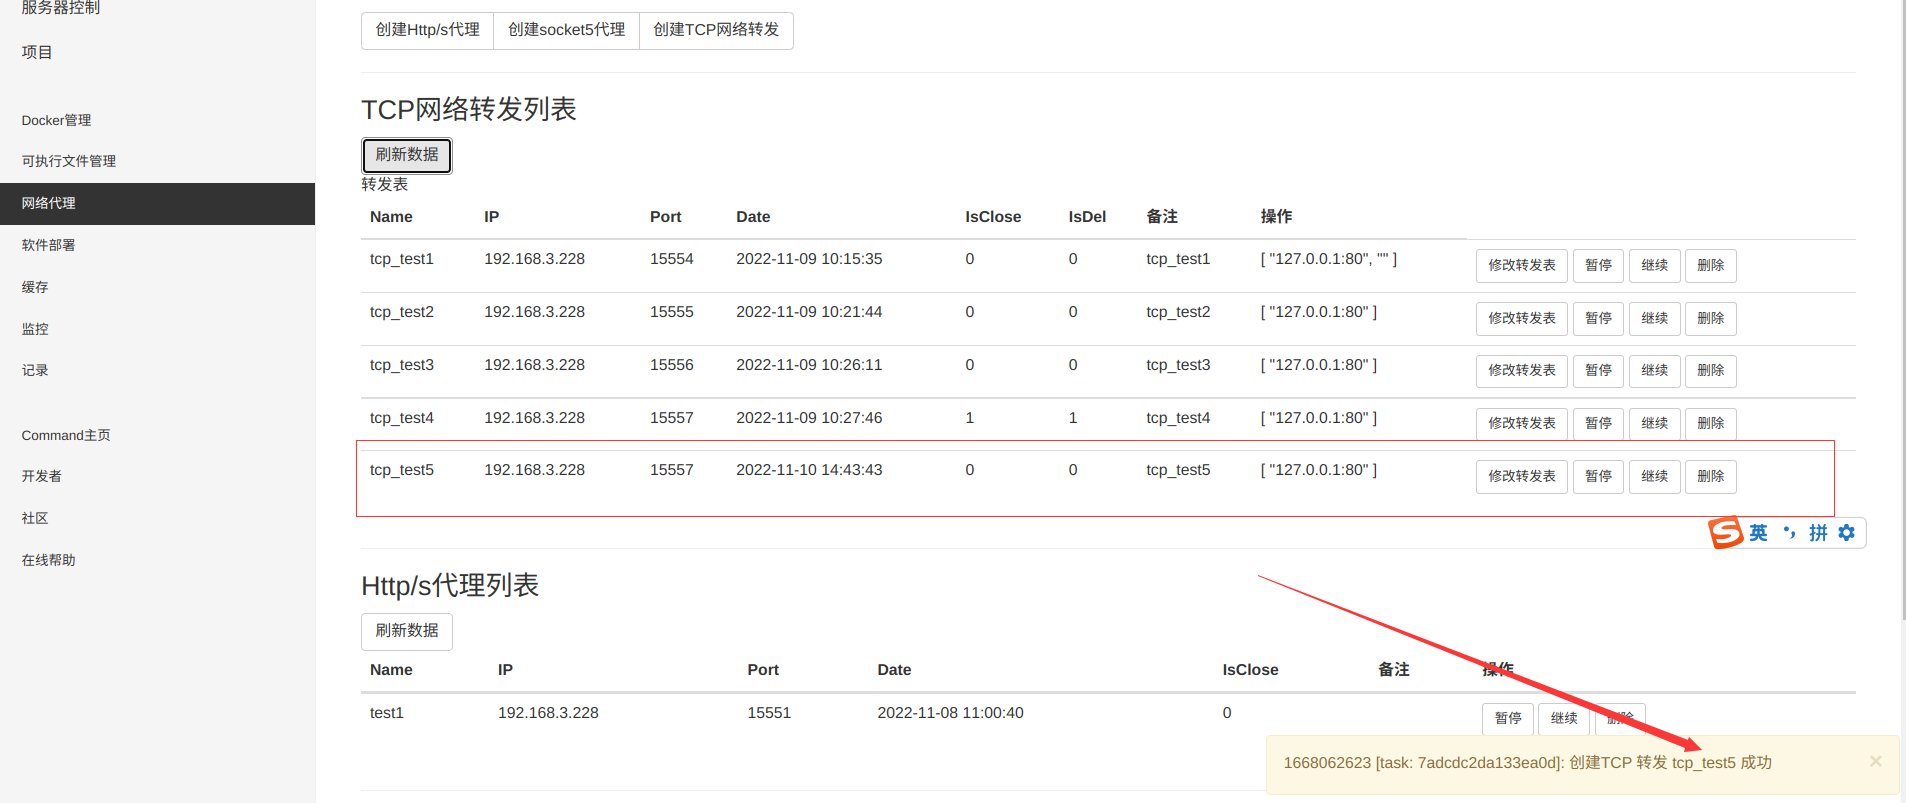 服务器控制
项目
Docker管理
可执行文件管理
网络代理
软件部署
缓存
监控
记录
Command主页
开发者
社区
在线帮助
创建Http/s代理 创建socket5代理 创建TCP网络转发
TCP网络转发列表
刷新数据
转发表
Name IP Port Date IsClose IsDel 备注 操作
tcp_test1 192.168.3.228 15554 2022-11-09 10:15:35 0 0 tcp_test1 [ "127.0.0.1:80", "" ] 修改转发表 暂停 继续 删除
tcp_test2 192.168.3.228 15555 2022-11-09 10:21:44 0 0 tcp_test2 [ "127.0.0.1:80" ] 修改转发表 暂停 继续 删除
tcp_test3 192.168.3.228 15556 2022-11-09 10:26:11 0 0 tcp_test3 [ "127.0.0.1:80" ] 修改转发表 暂停 继续 删除
tcp_test4 192.168.3.228 15557 2022-11-09 10:27:46 1 1 tcp_test4 [ "127.0.0.1:80" ] 修改转发表 暂停 继续 删除
tcp_test5 192.168.3.228 15557 2022-11-10 14:43:43 0 0 tcp_test5 [ "127.0.0.1:80" ] 修改转发表 暂停 继续 删除
S 英 拼
Http/s代理列表
刷新数据
Name IP Port Date IsClose 备注 操作
test1 192.168.3.228 15551 2022-11-08 11:00:40 0 暂停 继续 删除
1668062623 [task: 7adcdc2da133ea0d]: 创建TCP 转发 tcp_test5 成功 ×